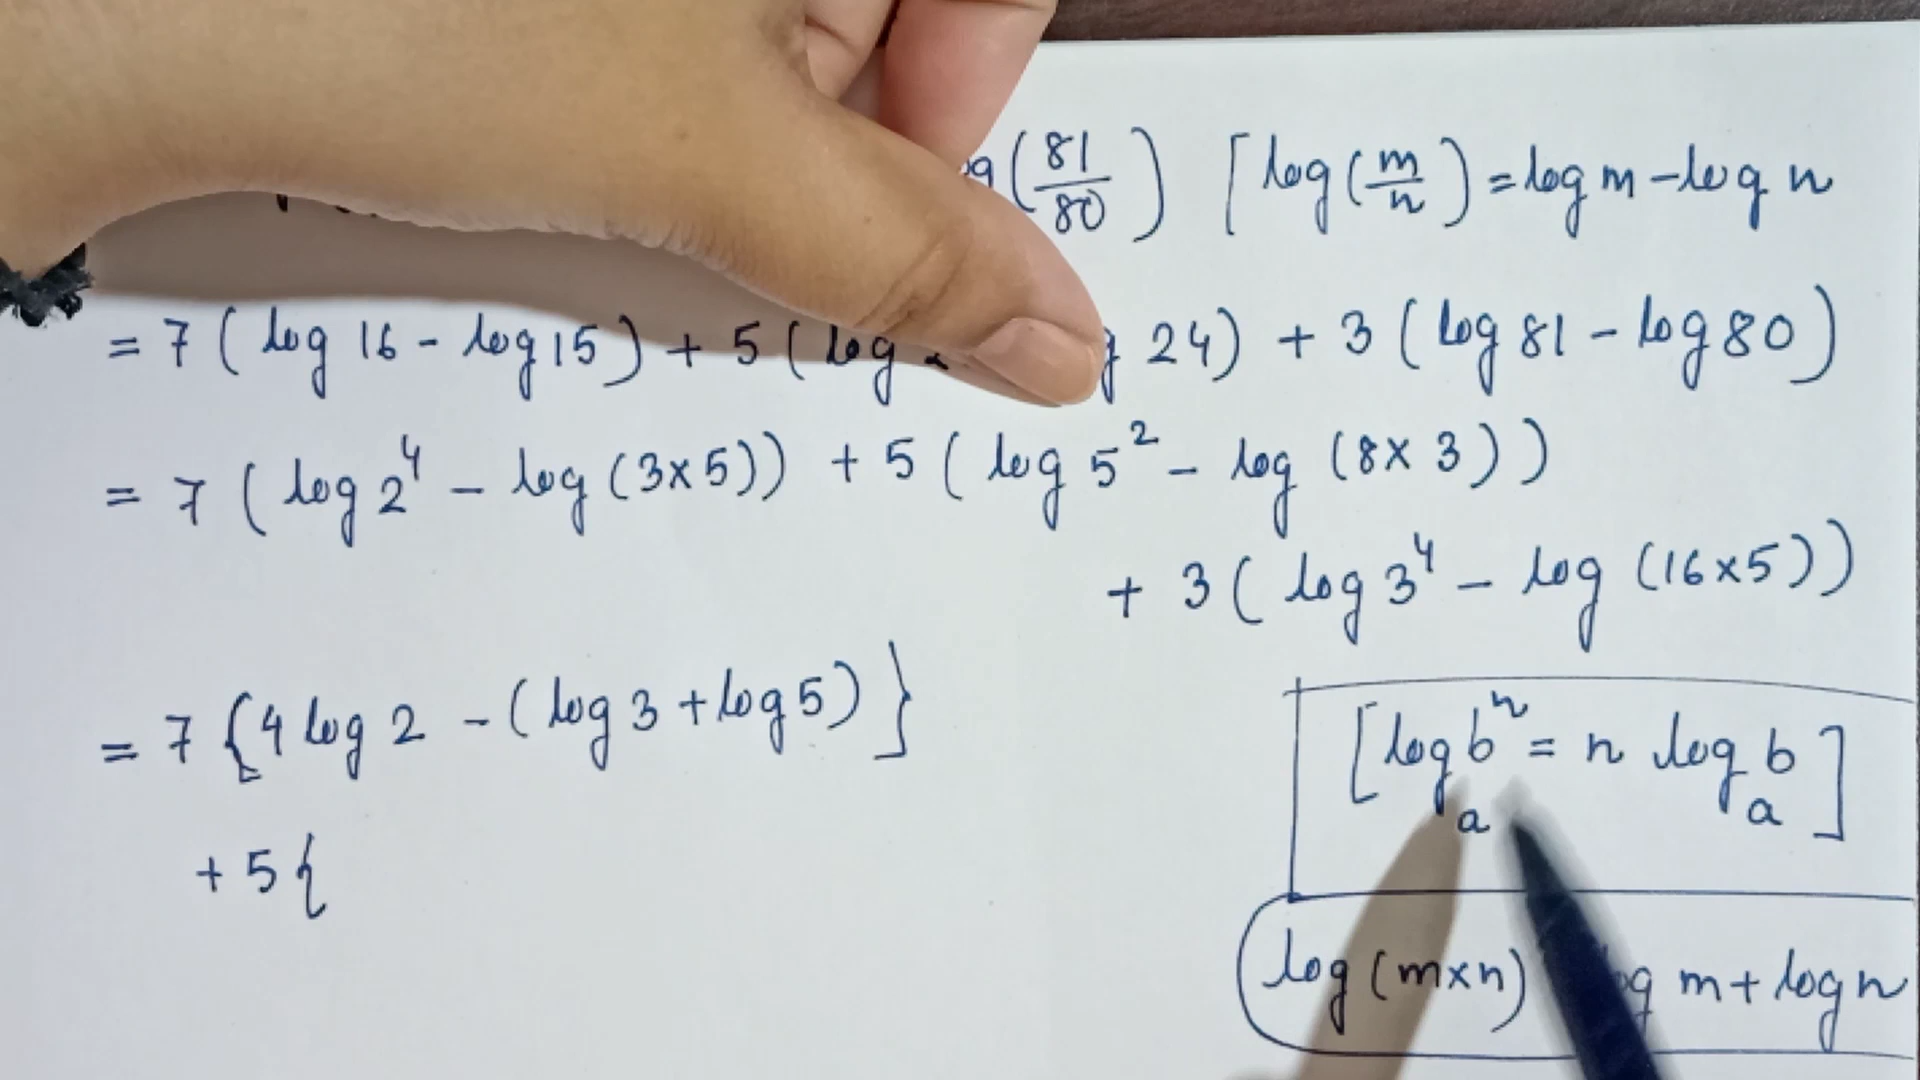 (81/80) [log(m/n) = log m - log n
= 7(log 16 - log 15) + 5(log 24) + 3(log 81 - log 80)
= 7(log 2⁴ - log(3×5)) + 5(log 5² - log(8×3))
+ 3(log 3⁴ - log(16×5))
= 7{4 log 2 - (log 3 + log 5)}
+ 5{
[log_a bⁿ = n log_a b]
log(m×n) m + log n